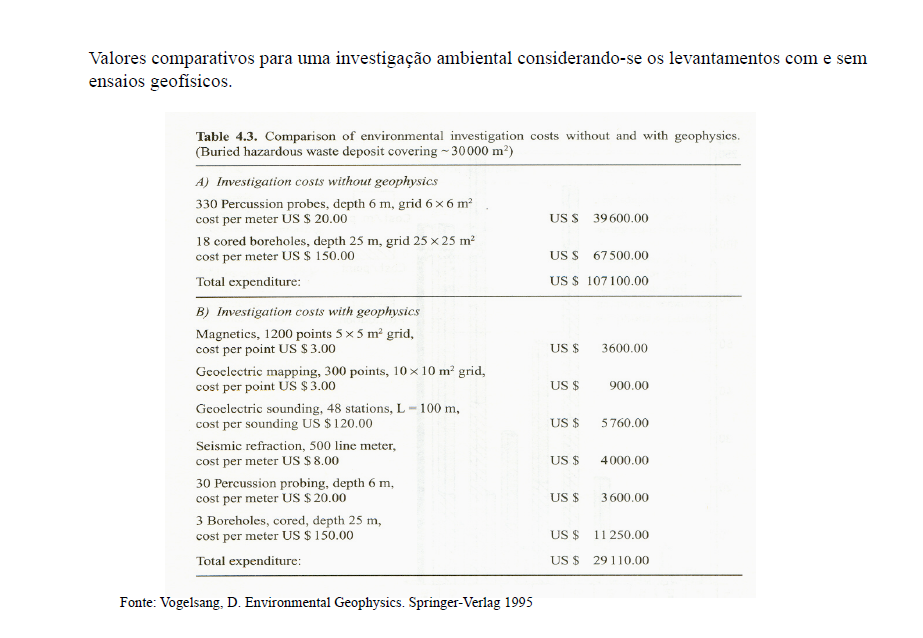 Valores comparativos para uma investigação ambiental considerando-se os levantamentos com e sem
ensaios geofísicos.
Table 4.3. Comparison of environmental investigation costs without and with geophysics.
(Buried hazardous waste deposit covering ~ 30 000 m²)
A) Investigation costs without geophysics
330 Percussion probes, depth 6 m, grid 6 × 6 m²
cost per meter US $ 20.00 US $ 39 600.00
18 cored boreholes, depth 25 m, grid 25 × 25 m²
cost per meter US $ 150.00 US $ 67 500.00
Total expenditure: US $ 107 100.00
B) Investigation costs with geophysics
Magnetics, 1200 points 5 × 5 m² grid,
cost per point US $ 3.00 US $ 3600.00
Geoelectric mapping, 300 points, 10 × 10 m² grid,
cost per point US $ 3.00 US $ 900.00
Geoelectric sounding, 48 stations, L = 100 m,
cost per sounding US $ 120.00 US $ 5 760.00
Seismic refraction, 500 line meter,
cost per meter US $ 8.00 US $ 4 000.00
30 Percussion probing, depth 6 m,
cost per meter US $ 20.00 US $ 3 600.00
3 Boreholes, cored, depth 25 m,
cost per meter US $ 150.00 US $ 11 250.00
Total expenditure: US $ 29 110.00
Fonte: Vogelsang, D. Environmental Geophysics. Springer-Verlag 1995